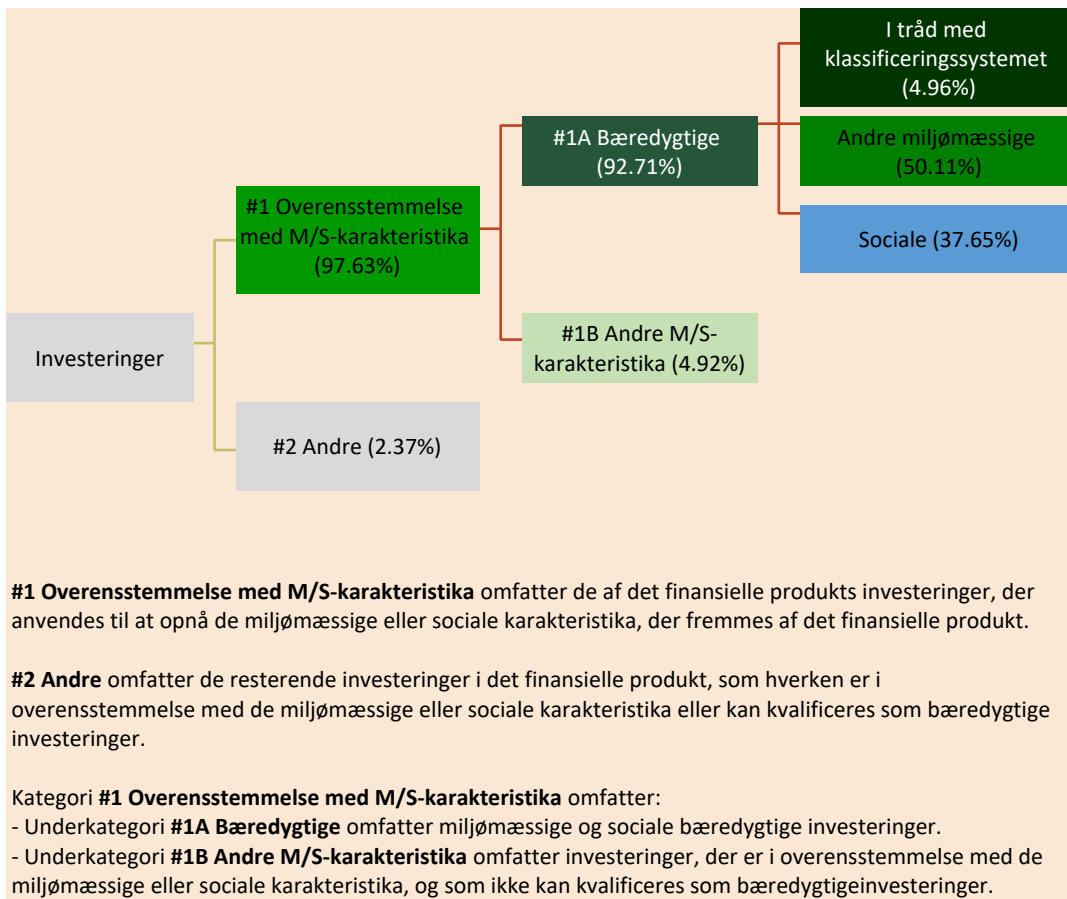 I tråd med
klassificeringssystemet
(4.96%)
#1A Bæredygtige
(92.71%)
Andre miljømæssige
(50.11%)
#1 Overensstemmelse
med M/S-karakteristika
(97.63%)
Sociale (37.65%)
Investeringer
#1B Andre M/S-
karakteristika (4.92%)
#2 Andre (2.37%)
#1 Overensstemmelse med M/S-karakteristika omfatter de af det finansielle produkts investeringer, der
anvendes til at opnå de miljømæssige eller sociale karakteristika, der fremmes af det finansielle produkt.
#2 Andre omfatter de resterende investeringer i det finansielle produkt, som hverken er i
overensstemmelse med de miljømæssige eller sociale karakteristika eller kan kvalificeres som bæredygtige
investeringer.
Kategori #1 Overensstemmelse med M/S-karakteristika omfatter:
- Underkategori #1A Bæredygtige omfatter miljømæssige og sociale bæredygtige investeringer.
- Underkategori #1B Andre M/S-karakteristika omfatter investeringer, der er i overensstemmelse med de
miljømæssige eller sociale karakteristika, og som ikke kan kvalificeres som bæredygtigeinvesteringer.